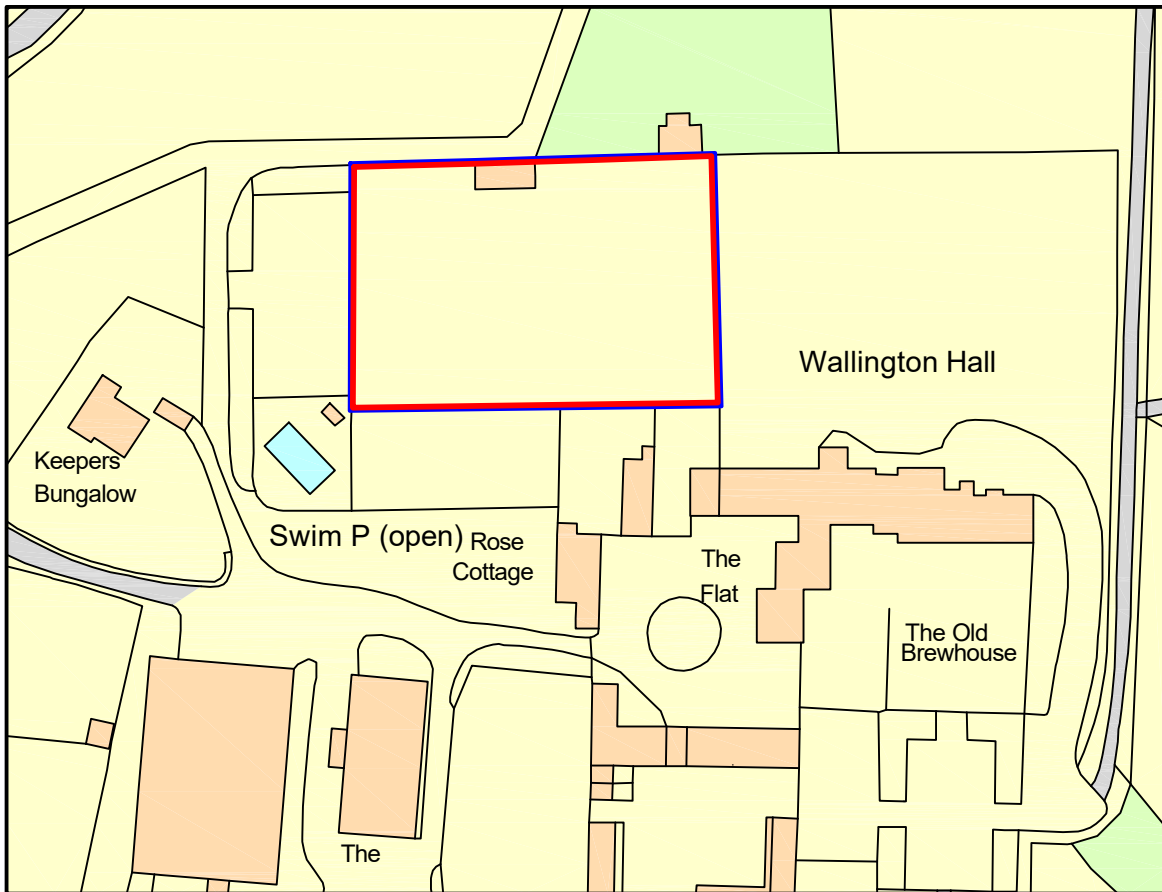 Wallington Hall
Keepers
Bungalow
Swim P (open)
Rose
Cottage
The
Flat
The Old
Brewhouse
The